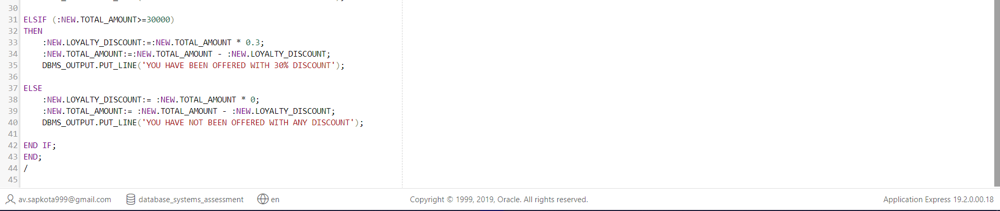 30
31 ELSIF (:NEW.TOTAL_AMOUNT>=30000)
32 THEN
33     :NEW.LOYALTY_DISCOUNT:=:NEW.TOTAL_AMOUNT * 0.3;
34     :NEW.TOTAL_AMOUNT:=:NEW.TOTAL_AMOUNT - :NEW.LOYALTY_DISCOUNT;
35     DBMS_OUTPUT.PUT_LINE('YOU HAVE BEEN OFFERED WITH 30% DISCOUNT');
36
37 ELSE
38     :NEW.LOYALTY_DISCOUNT:= :NEW.TOTAL_AMOUNT * 0;
39     :NEW.TOTAL_AMOUNT:= :NEW.TOTAL_AMOUNT - :NEW.LOYALTY_DISCOUNT;
40     DBMS_OUTPUT.PUT_LINE('YOU HAVE NOT BEEN OFFERED WITH ANY DISCOUNT');
41
42 END IF;
43 END;
44 /
45
av.sapkota999@gmail.com database_systems_assessment en Copyright © 1999, 2019, Oracle. All rights reserved. Application Express 19.2.0.00.18